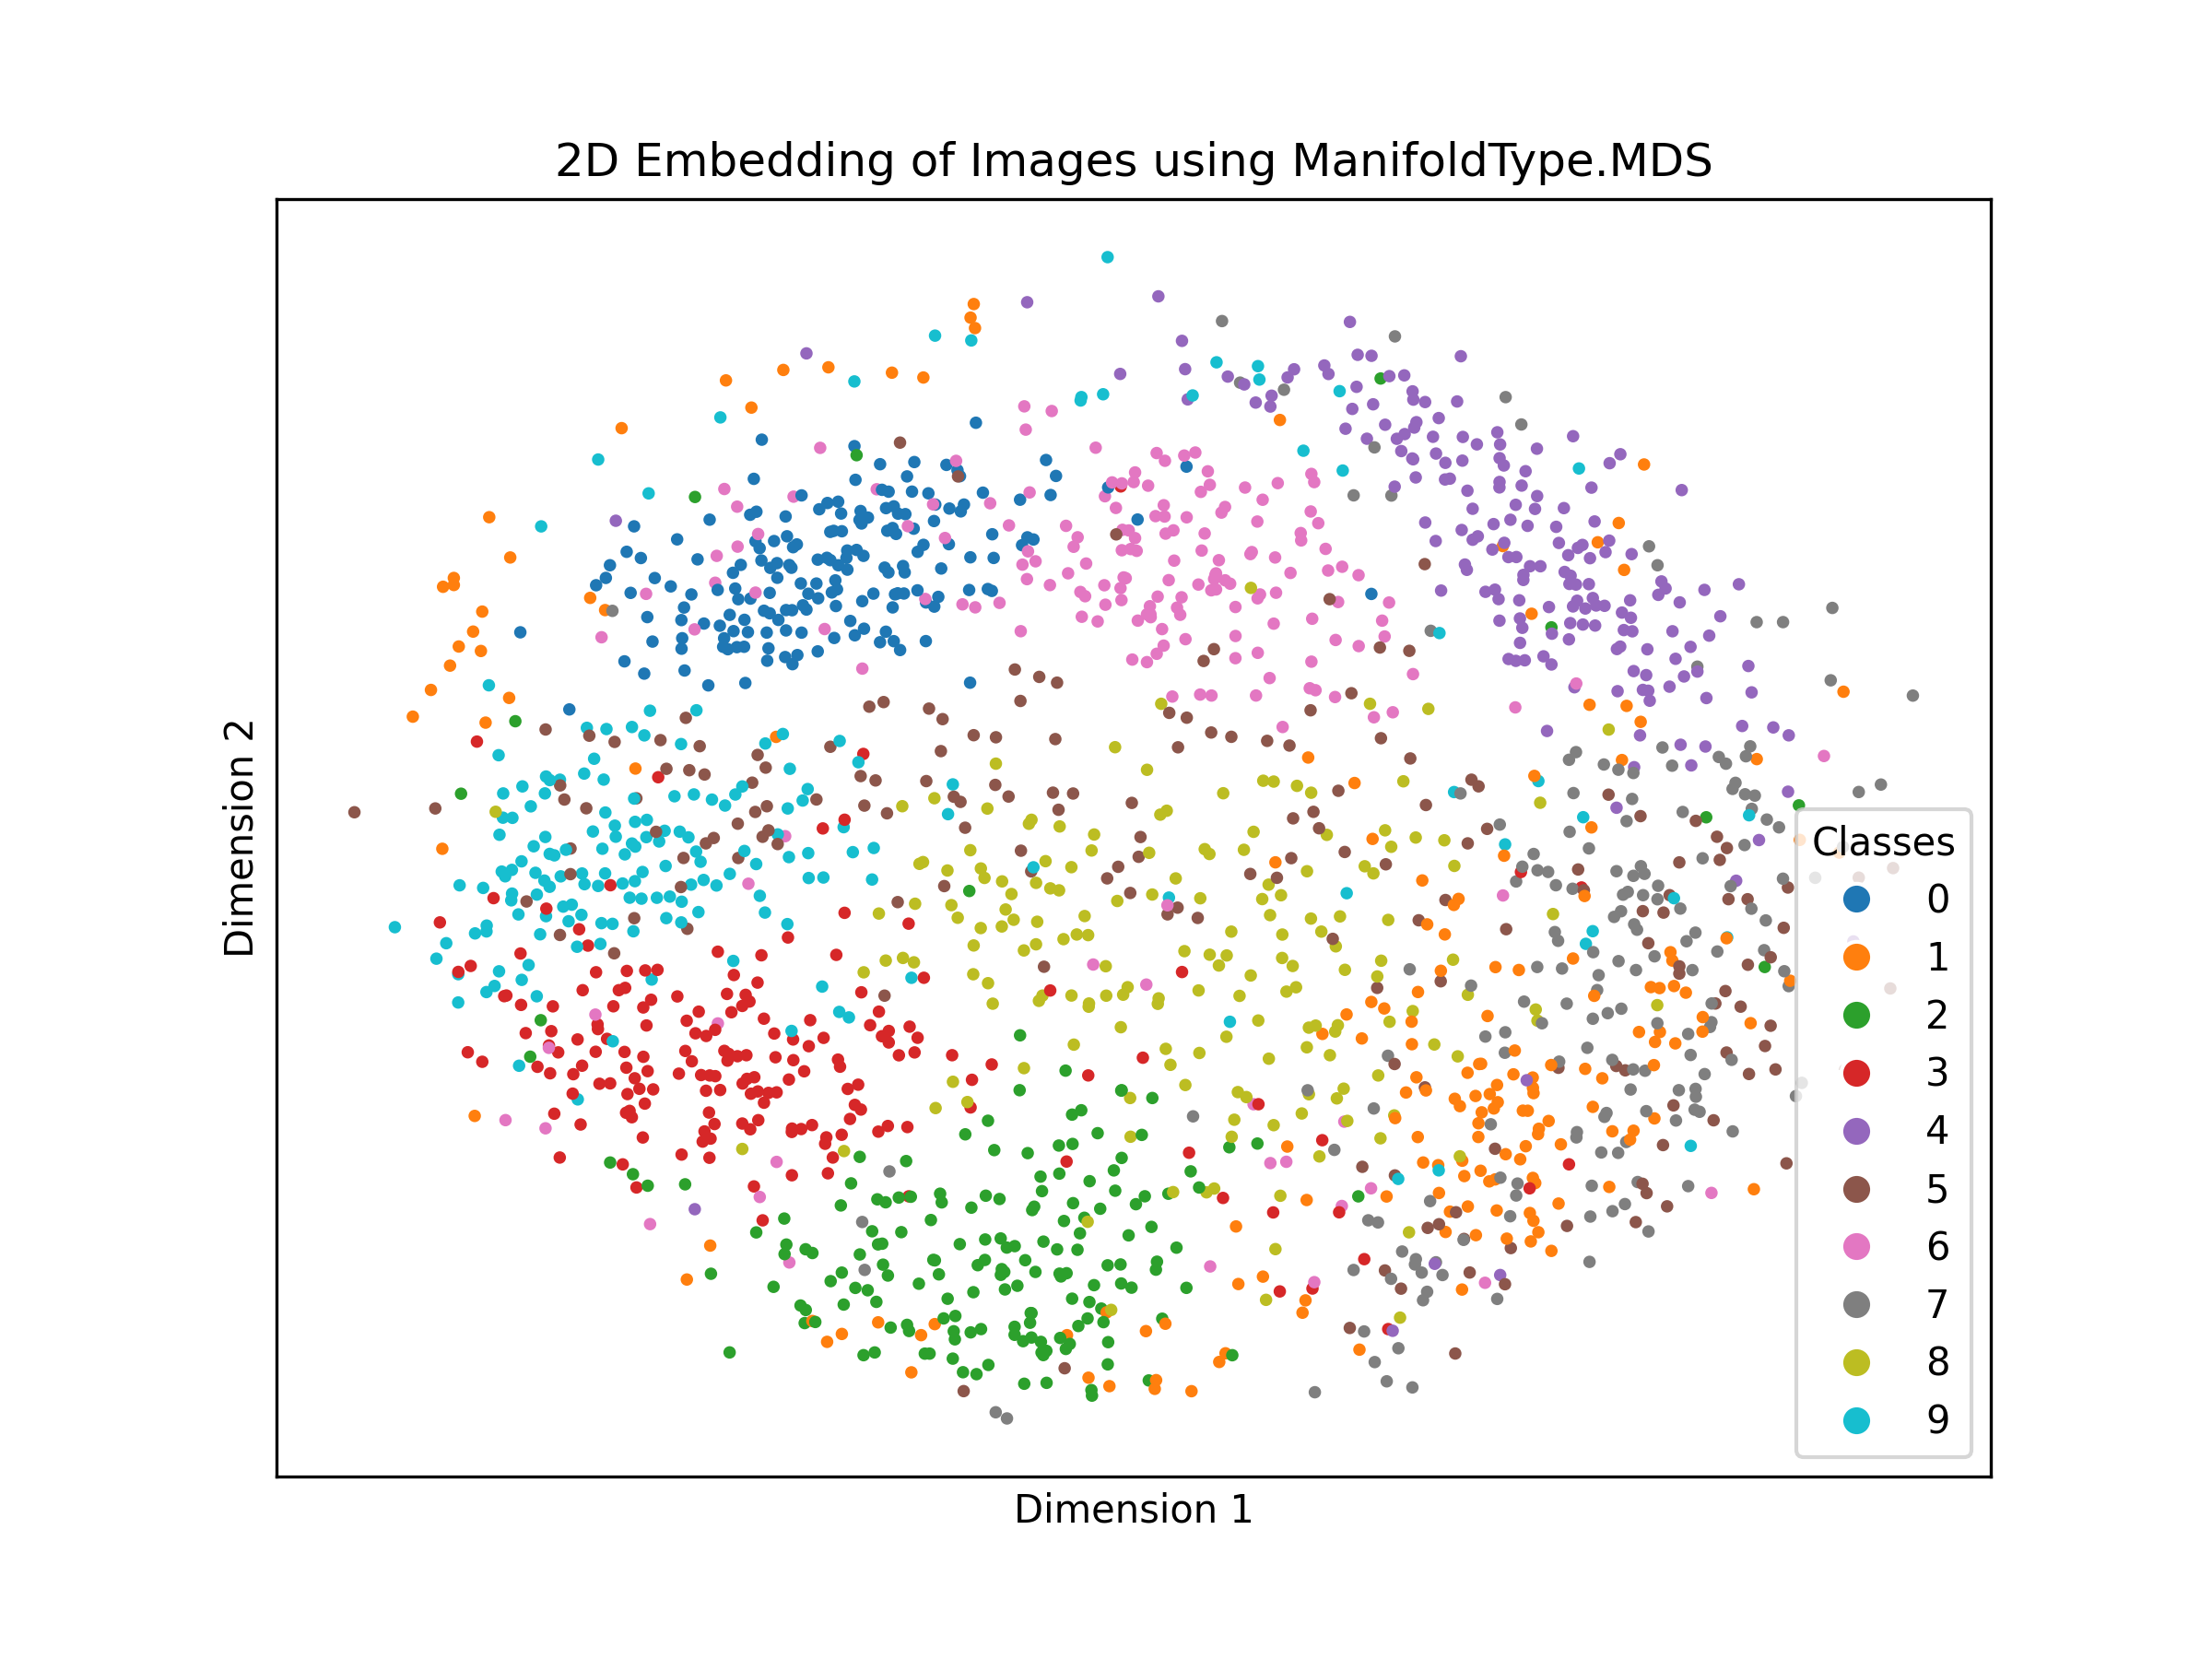 2D Embedding of Images using ManifoldType.MDS
Dimension 2
Classes
0
1
2
3
4
5
6
7
8
9
Dimension 1